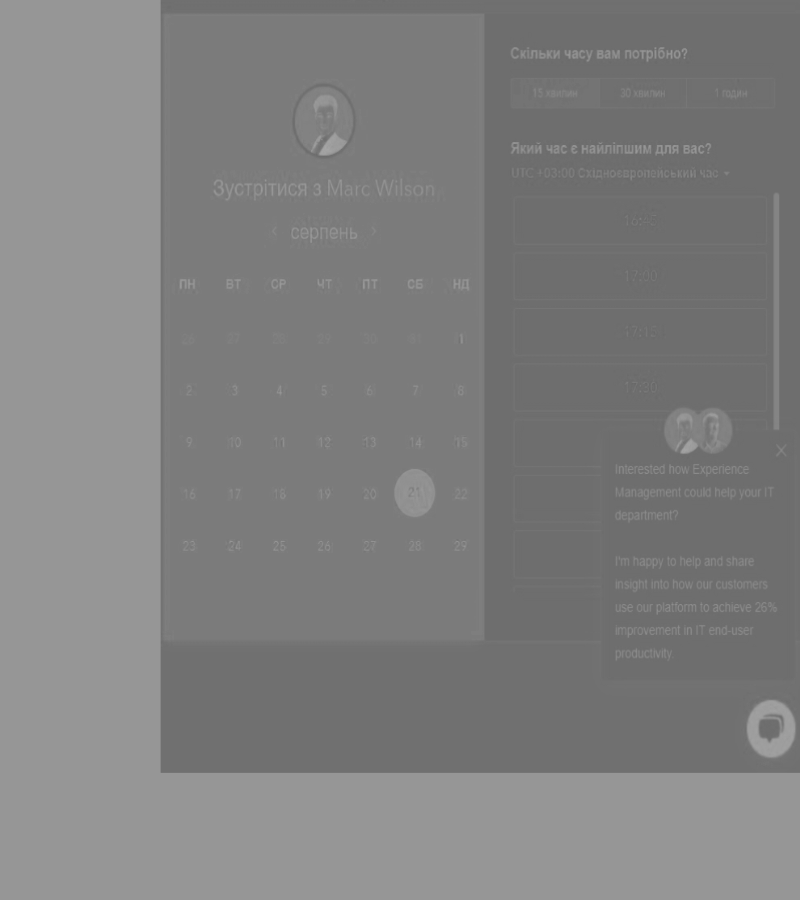 Зустрітися з Marc Wilson
‹ серпень ›
ПН ВТ СР ЧТ ПТ СБ НД
26 27 28 29 30 31 1
2 3 4 5 6 7 8
9 10 11 12 13 14 15
16 17 18 19 20 21 22
23 24 25 26 27 28 29
Скільки часу вам потрібно?
15 хвилин 30 хвилин 1 годин
Який час є найліпшим для вас?
UTC +03:00 Східноєвропейський час
16:45
17:00
17:15
17:30
Interested how Experience
Management could help your IT
department?
I'm happy to help and share
insight into how our customers
use our platform to achieve 26%
improvement in IT end-user
productivity.